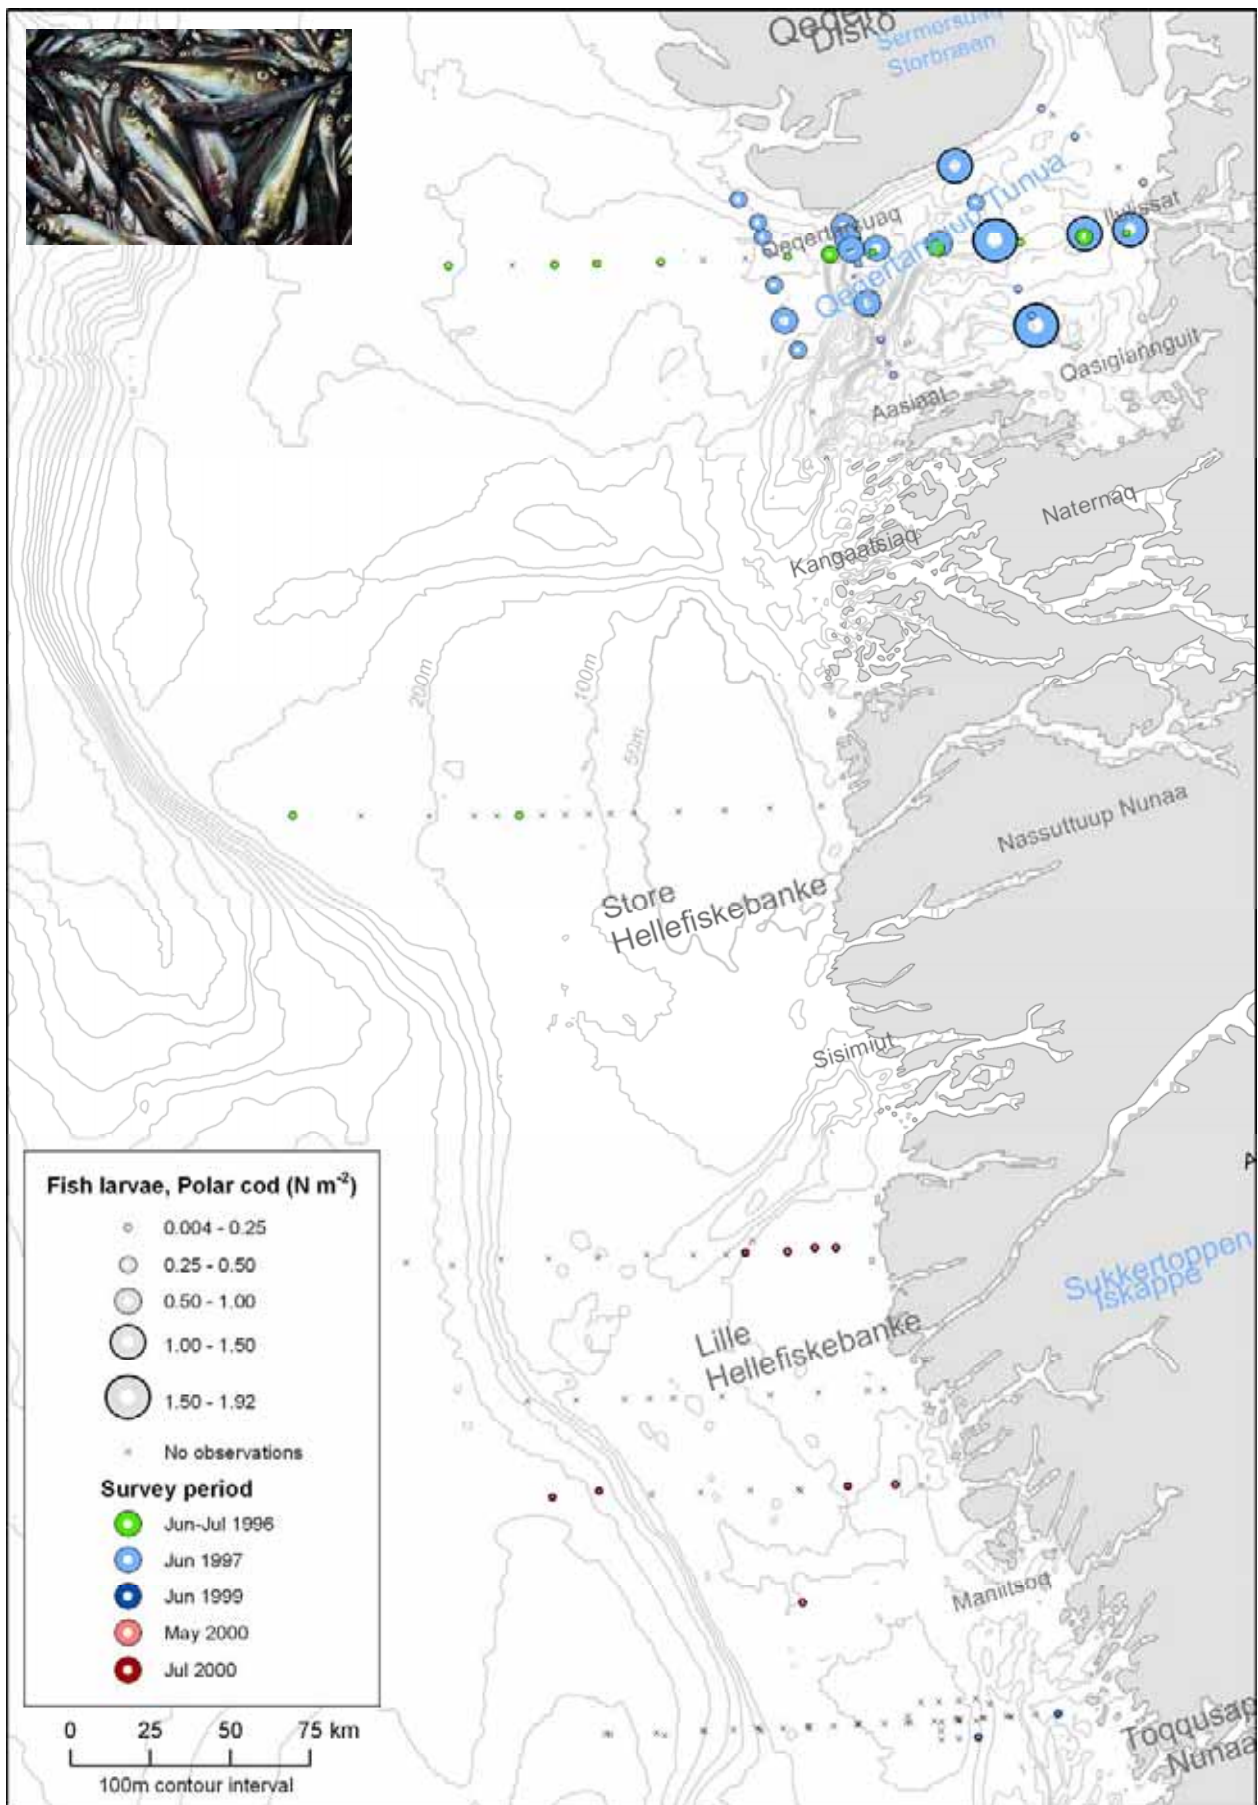 Qeqertarsuaq
Disko
Sermersuaq
Storbræen
Qeqertarsuup Tunua
Qeqertarsuaq
Ilulissat
Qasigiannguit
Aasiaat
Naternaq
Kangaatsiaq
200m
100m
50m
Nassuttuup Nunaa
Store
Hellefiskebanke
Sisimiut
A
Sukkertoppen
Iskappe
Lille
Hellefiskebanke
Maniitsoq
Toqqusap
Nunaa
Fish larvae, Polar cod (N m⁻²)
0.004 - 0.25
0.25 - 0.50
0.50 - 1.00
1.00 - 1.50
1.50 - 1.92
No observations
Survey period
Jun-Jul 1996
Jun 1997
Jun 1999
May 2000
Jul 2000
0 25 50 75 km
100m contour interval